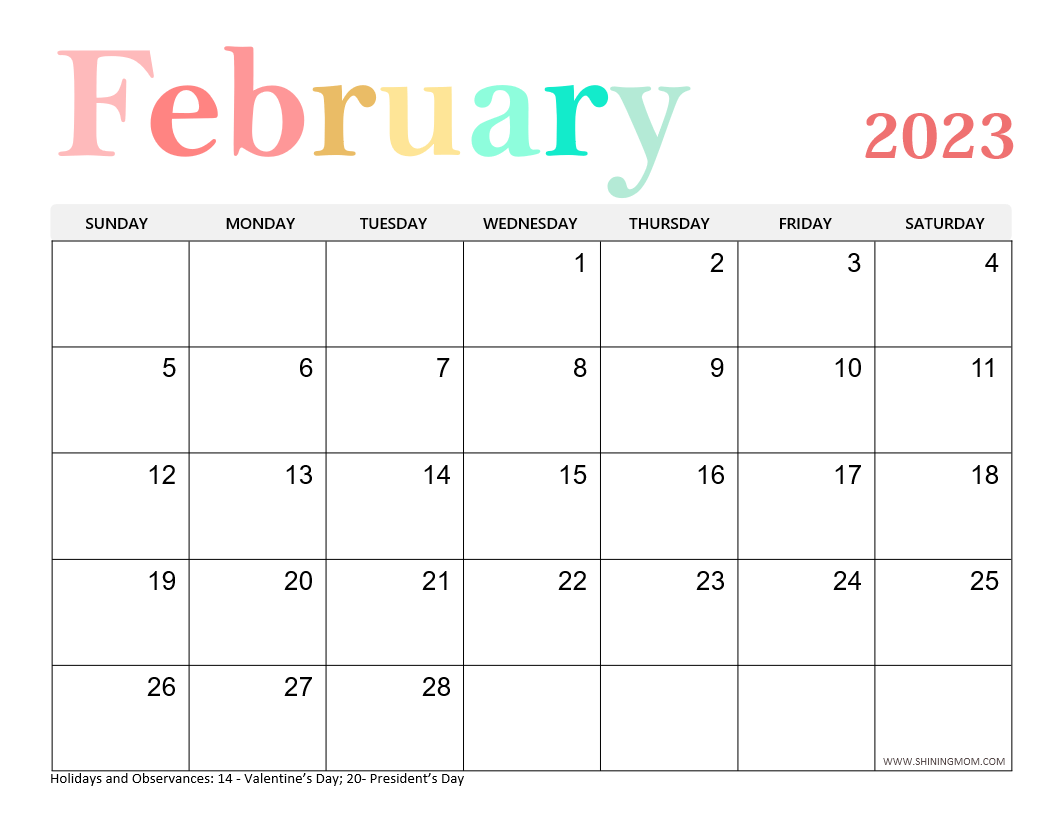 February 2023
SUNDAY MONDAY TUESDAY WEDNESDAY THURSDAY FRIDAY SATURDAY
1 2 3 4
5 6 7 8 9 10 11
12 13 14 15 16 17 18
19 20 21 22 23 24 25
26 27 28
WWW.SHININGMOM.COM
Holidays and Observances: 14 - Valentine’s Day; 20- President’s Day